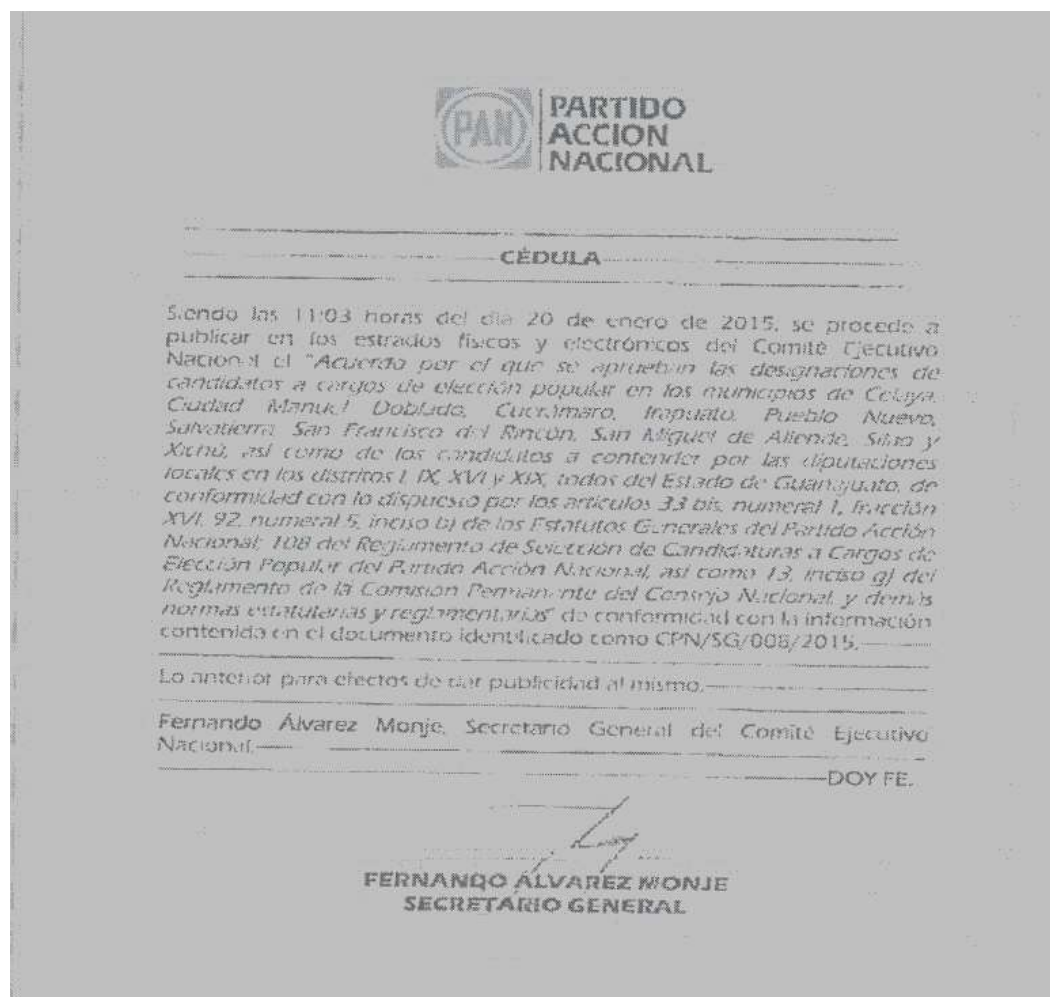 PAN
PARTIDO
ACCION
NACIONAL
CÉDULA
Siendo las 11:03 horas del día 20 de enero de 2015, se procede a
publicar en los estrados físicos y electrónicos del Comité Ejecutivo
Nacional el "Acuerdo por el que se aprueban las designaciones de
candidatos a cargos de elección popular en los municipios de Celaya,
Ciudad Manuel Doblado, Cuerámaro, Irapuato, Pueblo Nuevo,
Salvatierra, San Francisco del Rincón, San Miguel de Allende, Silao y
Xichú, así como de los candidatos a contender por las diputaciones
locales en los distritos I, IX, XVI y XIX, todos del Estado de Guanajuato, de
conformidad con lo dispuesto por los artículos 33 bis, numeral 1, fracción
XVI, 92, numeral 5, inciso b) de los Estatutos Generales del Partido Acción
Nacional; 108 del Reglamento de Selección de Candidaturas a Cargos de
Elección Popular del Partido Acción Nacional, así como 13, inciso g) del
Reglamento de la Comisión Permanente del Consejo Nacional, y demás
normas estatutarias y reglamentarias" de conformidad con la información
contenida en el documento identificado como CPN/SG/008/2015.
Lo anterior para efectos de dar publicidad al mismo.
Fernando Álvarez Monje, Secretario General del Comité Ejecutivo
Nacional.
DOY FE.
FERNANDO ÁLVAREZ MONJE
SECRETARIO GENERAL